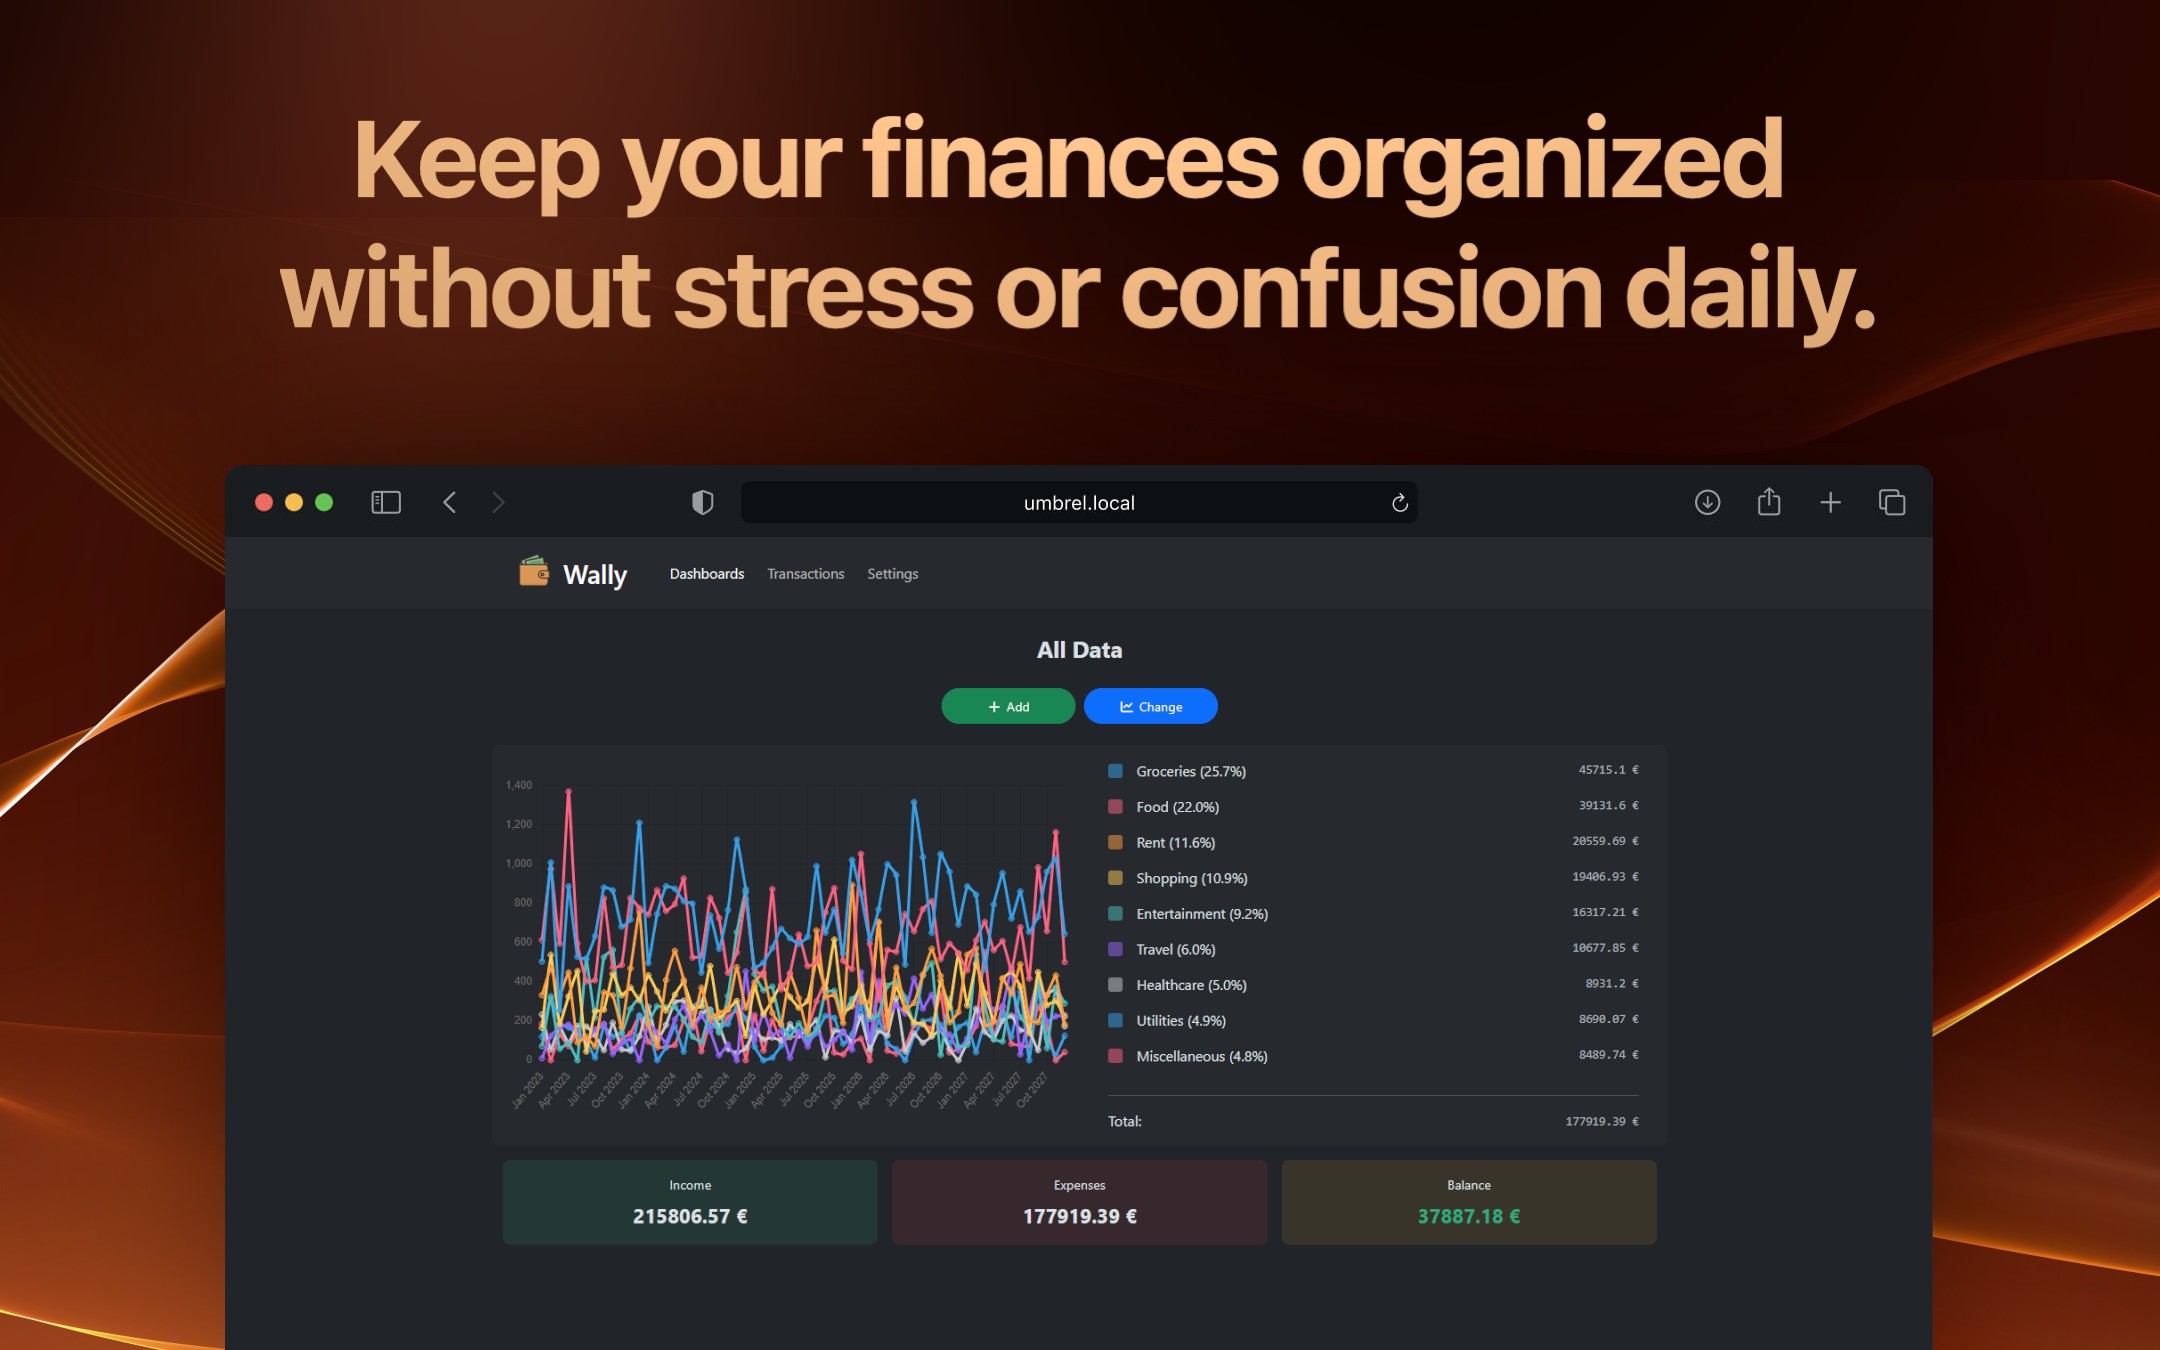 Keep your finances organized
without stress or confusion daily.
umbrel.local
Wally Dashboards Transactions Settings
All Data
+ Add Change
1,400
1,200
1,000
800
600
400
200
0
Jan 2023 Apr 2023 Jul 2023 Oct 2023 Jan 2024 Apr 2024 Jul 2024 Oct 2024 Jan 2025 Apr 2025 Jul 2025 Oct 2025 Jan 2026 Apr 2026 Jul 2026 Oct 2026 Jan 2027 Apr 2027 Jul 2027 Oct 2027
Groceries (25.7%) 45715.1 €
Food (22.0%) 39131.6 €
Rent (11.6%) 20559.69 €
Shopping (10.9%) 19406.93 €
Entertainment (9.2%) 16317.21 €
Travel (6.0%) 10677.85 €
Healthcare (5.0%) 8931.2 €
Utilities (4.9%) 8690.07 €
Miscellaneous (4.8%) 8489.74 €
Total: 177919.39 €
Income
215806.57 €
Expenses
177919.39 €
Balance
37887.18 €